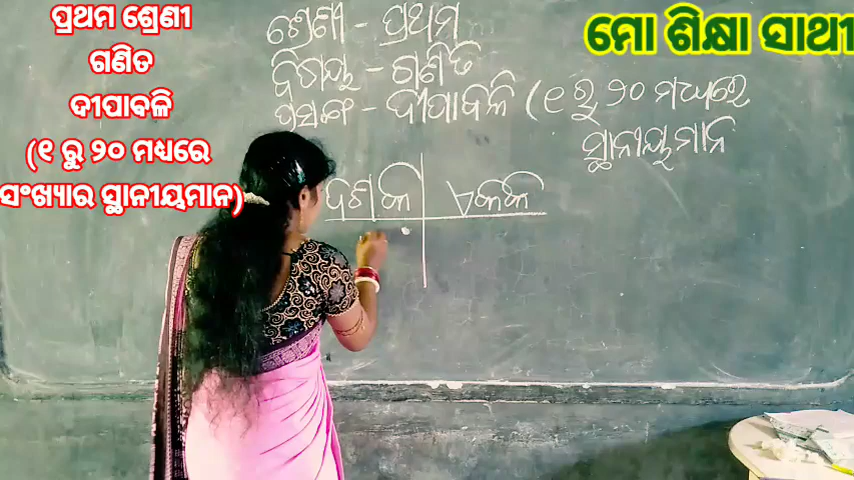 ପ୍ରଥମ ଶ୍ରେଣୀ
ଗଣିତ
ଦୀପାବଳି
(୧ ରୁ ୨୦ ମଧ୍ୟରେ
ସଂଖ୍ୟାର ସ୍ଥାନୀୟମାନ)
ମୋ ଶିକ୍ଷା ସାଥୀ
ଶ୍ରେଣୀ - ପ୍ରଥମ
ବିଷୟ - ଗଣିତ
ପ୍ରସଙ୍ଗ - ଦୀପାବଳି (୧ ରୁ ୨୦ ମଧ୍ୟରେ
ସ୍ଥାନୀୟମାନ
ଦଶକ ଏକକ